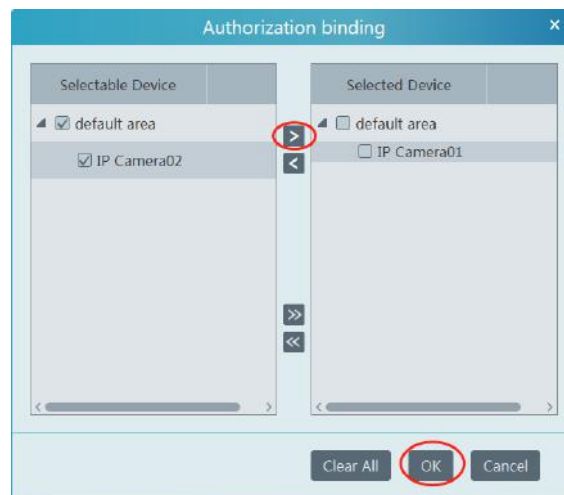 Authorization binding
×
Selectable Device
Selected Device
default area
IP Camera02
>
<
>>
<<
default area
IP Camera01
Clear All
OK
Cancel